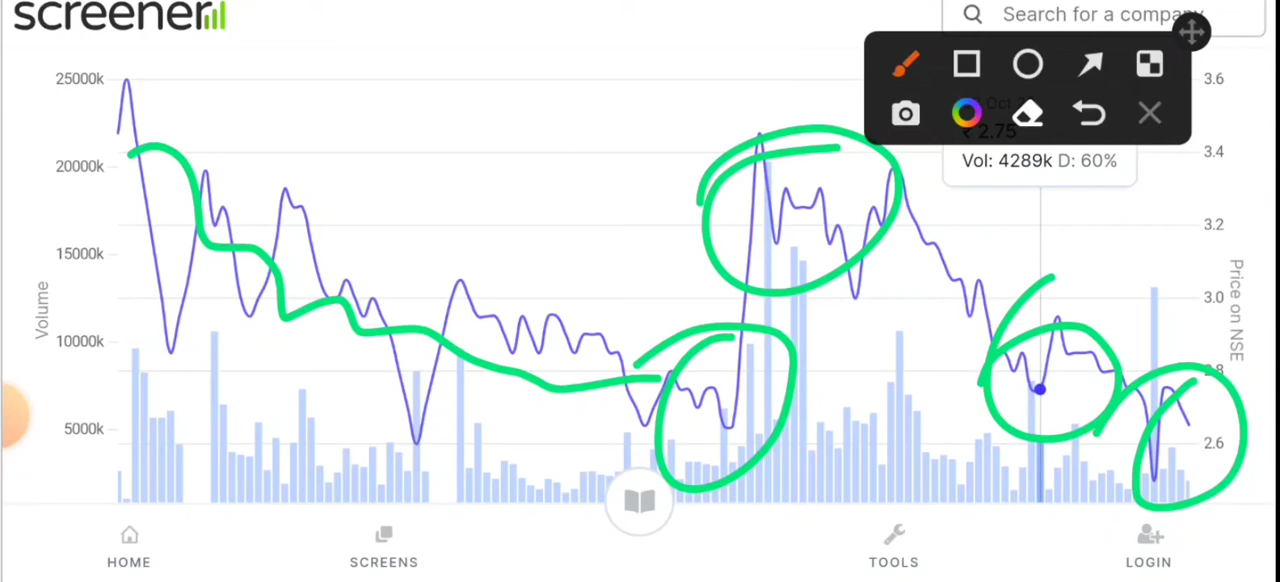 screener
Search for a company
25000k
20000k
15000k
10000k
5000k
Volume
3.6
3.4
3.2
3.0
2.8
2.6
Price on NSE
Oct
₹ 2.75
Vol: 4289k D: 60%
HOME
SCREENS
TOOLS
LOGIN